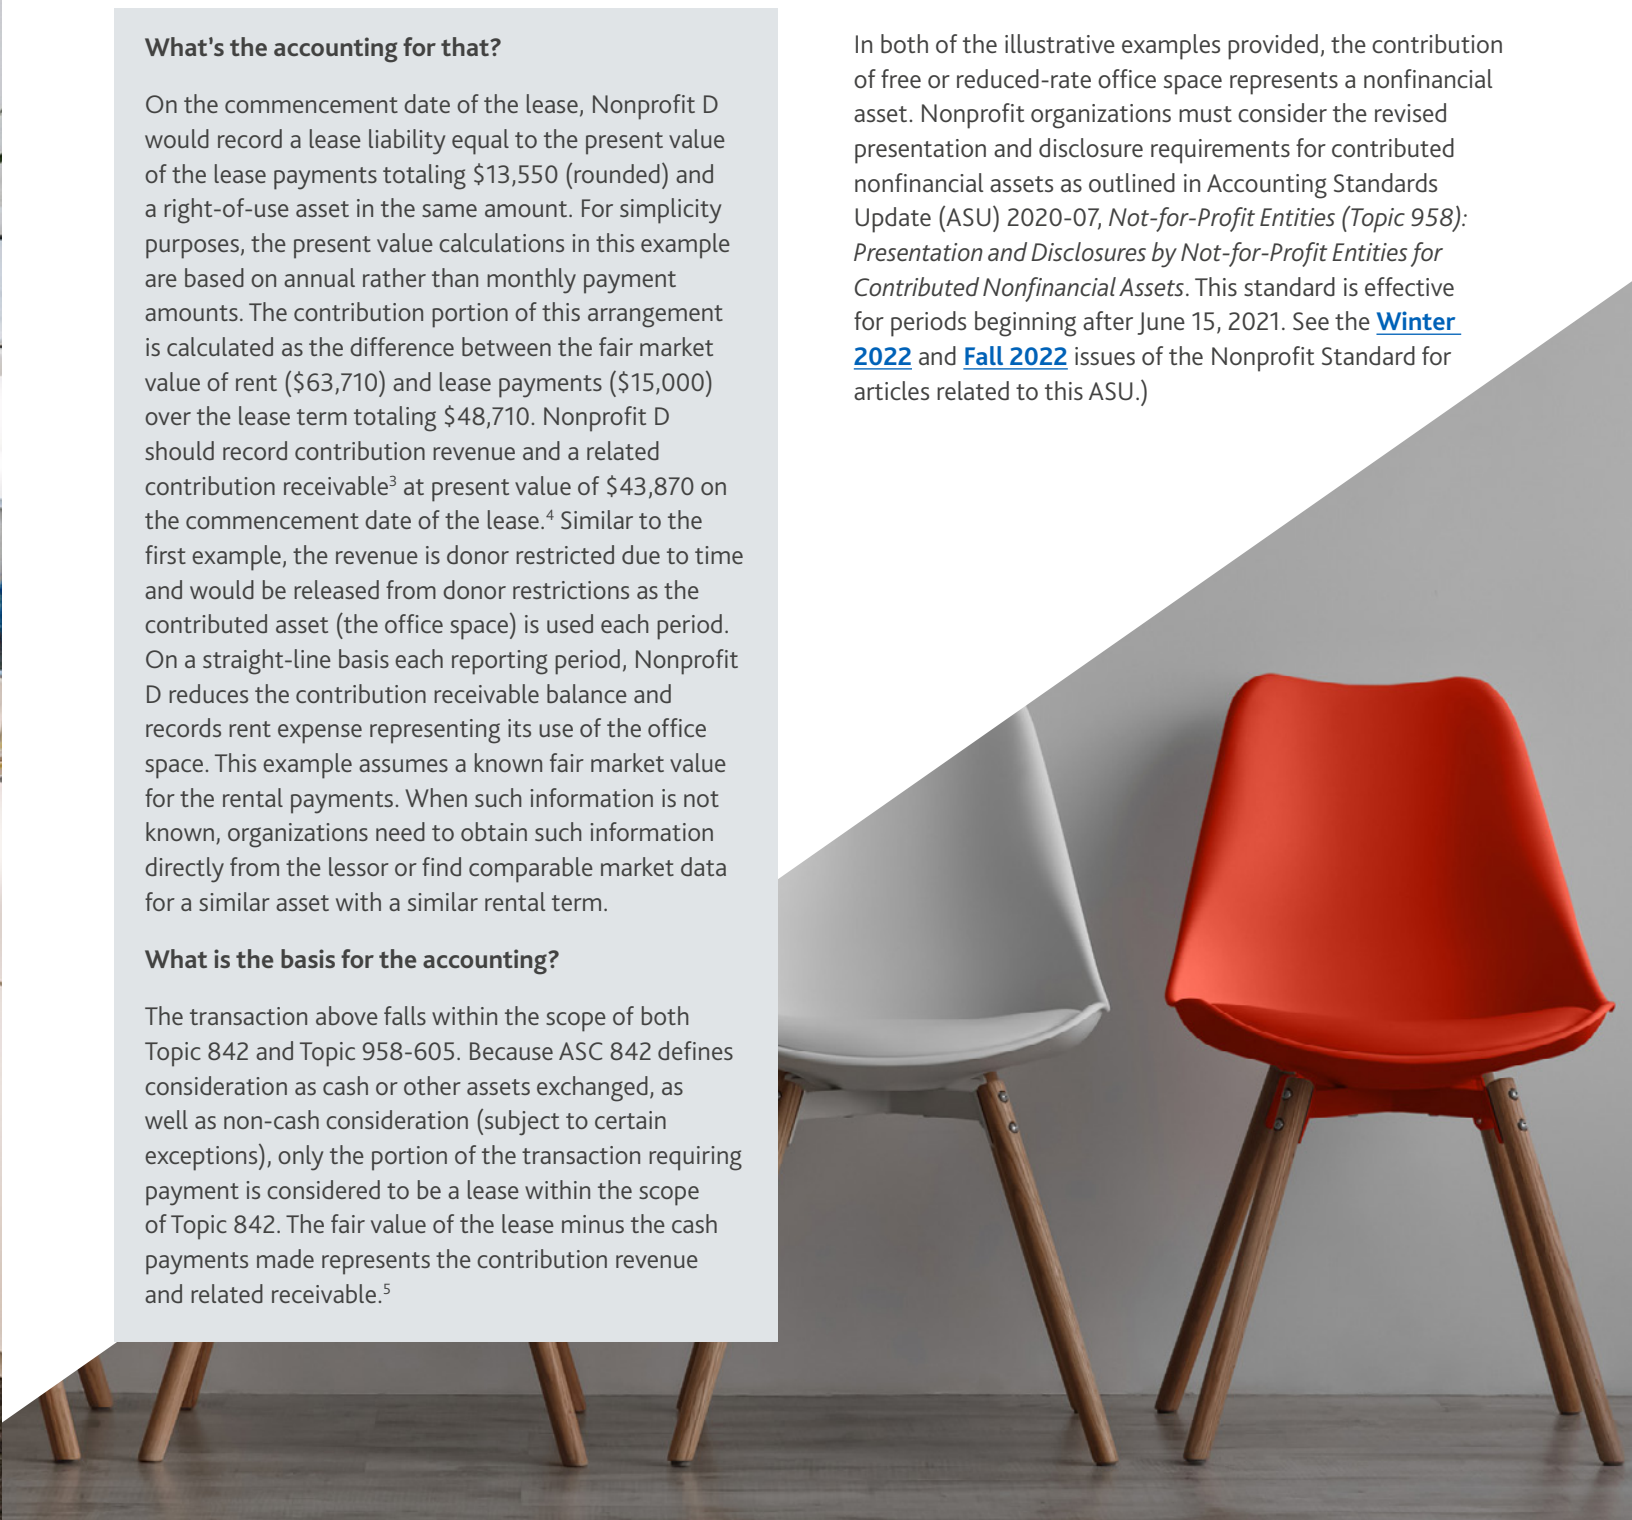 What’s the accounting for that?
On the commencement date of the lease, Nonprofit D
would record a lease liability equal to the present value
of the lease payments totaling $13,550 (rounded) and
a right-of-use asset in the same amount. For simplicity
purposes, the present value calculations in this example
are based on annual rather than monthly payment
amounts. The contribution portion of this arrangement
is calculated as the difference between the fair market
value of rent ($63,710) and lease payments ($15,000)
over the lease term totaling $48,710. Nonprofit D
should record contribution revenue and a related
contribution receivable³ at present value of $43,870 on
the commencement date of the lease.⁴ Similar to the
first example, the revenue is donor restricted due to time
and would be released from donor restrictions as the
contributed asset (the office space) is used each period.
On a straight-line basis each reporting period, Nonprofit
D reduces the contribution receivable balance and
records rent expense representing its use of the office
space. This example assumes a known fair market value
for the rental payments. When such information is not
known, organizations need to obtain such information
directly from the lessor or find comparable market data
for a similar asset with a similar rental term.
What is the basis for the accounting?
The transaction above falls within the scope of both
Topic 842 and Topic 958-605. Because ASC 842 defines
consideration as cash or other assets exchanged, as
well as non-cash consideration (subject to certain
exceptions), only the portion of the transaction requiring
payment is considered to be a lease within the scope
of Topic 842. The fair value of the lease minus the cash
payments made represents the contribution revenue
and related receivable.⁵
In both of the illustrative examples provided, the contribution
of free or reduced-rate office space represents a nonfinancial
asset. Nonprofit organizations must consider the revised
presentation and disclosure requirements for contributed
nonfinancial assets as outlined in Accounting Standards
Update (ASU) 2020-07, Not-for-Profit Entities (Topic 958):
Presentation and Disclosures by Not-for-Profit Entities for
Contributed Nonfinancial Assets. This standard is effective
for periods beginning after June 15, 2021. See the Winter
2022 and Fall 2022 issues of the Nonprofit Standard for
articles related to this ASU.)